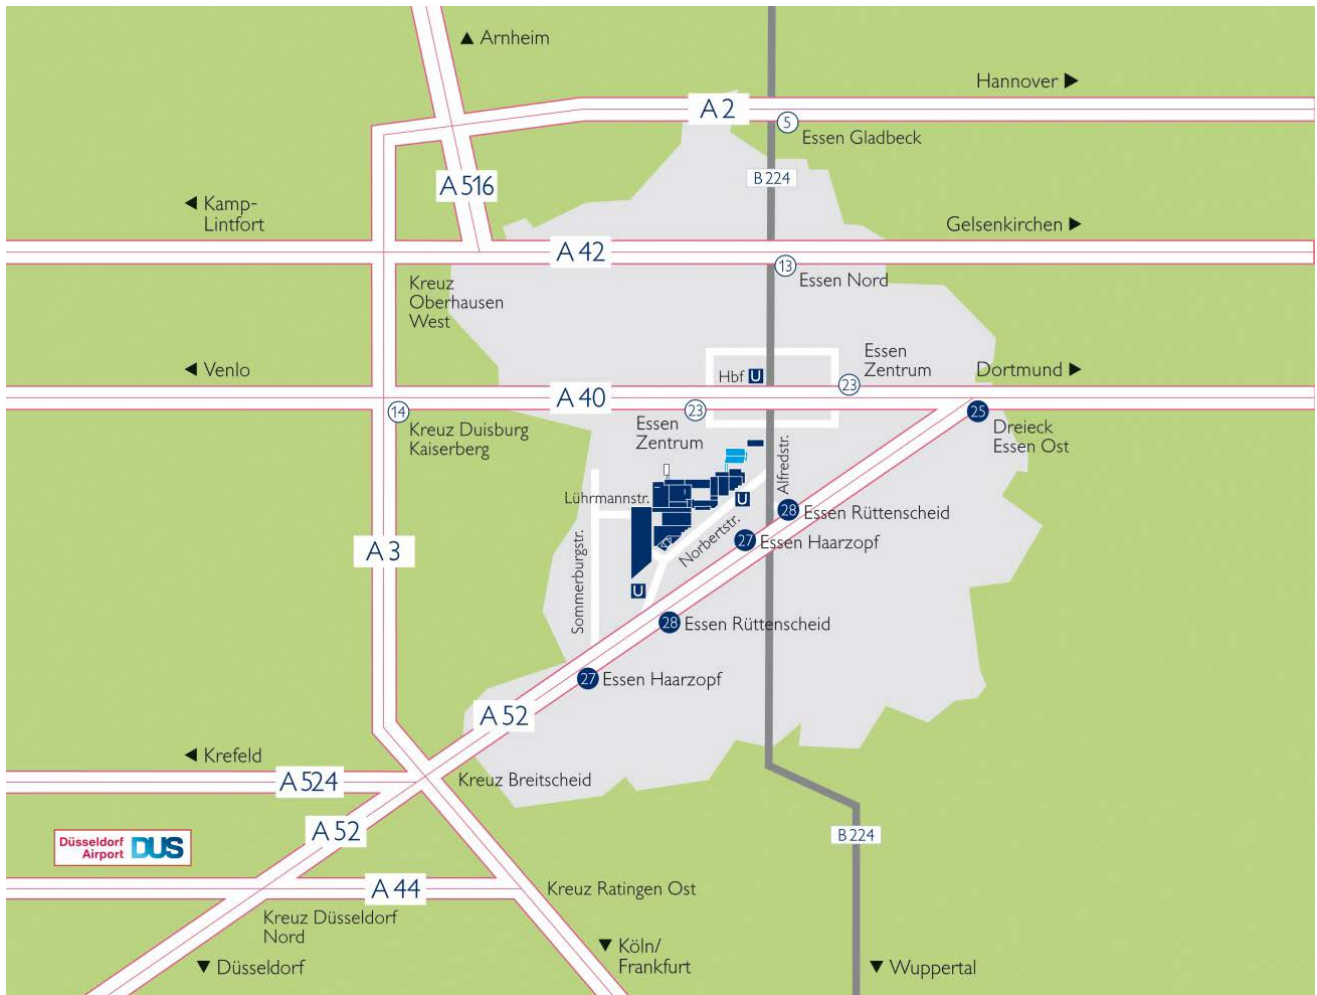 Arnheim
Hannover
A 2
5
Essen Gladbeck
B 224
A 516
Kamp-
Lintfort
Gelsenkirchen
A 42
13
Essen Nord
Kreuz
Oberhausen
West
Essen
Zentrum
Venlo
Hbf U
Dortmund
23
A 40
14
23
25
Kreuz Duisburg
Kaiserberg
Essen
Zentrum
Dreieck
Essen Ost
Alfredstr.
Lührmannstr.
U
28 Essen Rüttenscheid
Norbertstr.
27 Essen Haarzopf
A 3
Sommerburgstr.
U
28 Essen Rüttenscheid
27 Essen Haarzopf
A 52
Krefeld
A 524
Kreuz Breitscheid
A 52
B 224
Düsseldorf
Airport
DUS
A 44
Kreuz Ratingen Ost
Kreuz Düsseldorf
Nord
Köln/
Frankfurt
Düsseldorf
Wuppertal